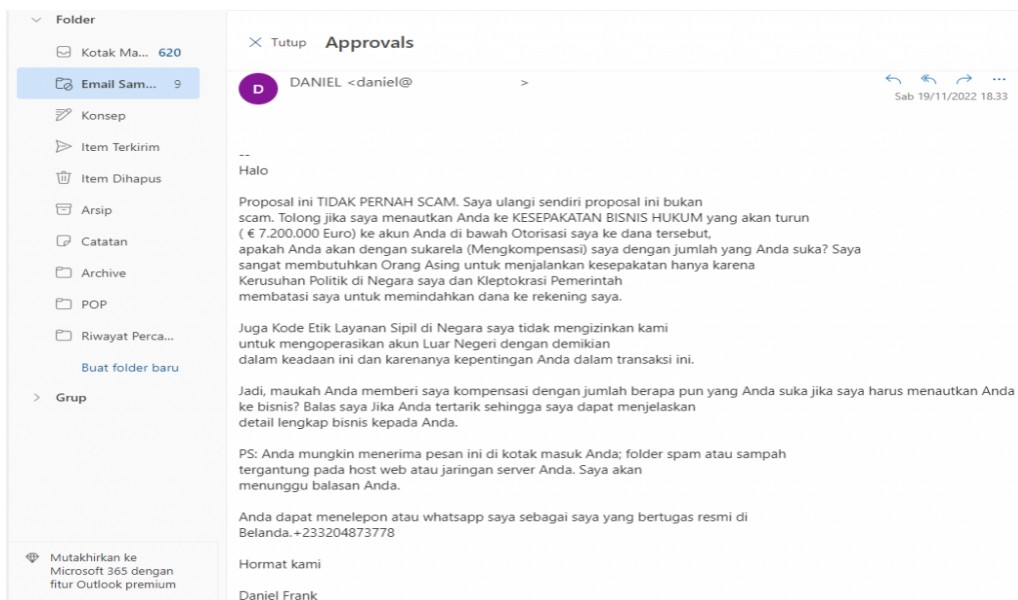 Folder
Kotak Ma... 620
Email Sam... 9
Konsep
Item Terkirim
Item Dihapus
Arsip
Catatan
Archive
POP
Riwayat Perca...
Buat folder baru
Grup
Mutakhirkan ke
Microsoft 365 dengan
fitur Outlook premium
Tutup Approvals
D
DANIEL <daniel@ >
Sab 19/11/2022 18.33
--
Halo
Proposal ini TIDAK PERNAH SCAM. Saya ulangi sendiri proposal ini bukan
scam. Tolong jika saya menautkan Anda ke KESEPAKATAN BISNIS HUKUM yang akan turun
( € 7.200.000 Euro) ke akun Anda di bawah Otorisasi saya ke dana tersebut,
apakah Anda akan dengan sukarela (Mengkompensasi) saya dengan jumlah yang Anda suka? Saya
sangat membutuhkan Orang Asing untuk menjalankan kesepakatan hanya karena
Kerusuhan Politik di Negara saya dan Kleptokrasi Pemerintah
membatasi saya untuk memindahkan dana ke rekening saya.
Juga Kode Etik Layanan Sipil di Negara saya tidak mengizinkan kami
untuk mengoperasikan akun Luar Negeri dengan demikian
dalam keadaan ini dan karenanya kepentingan Anda dalam transaksi ini.
Jadi, maukah Anda memberi saya kompensasi dengan jumlah berapa pun yang Anda suka jika saya harus menautkan Anda
ke bisnis? Balas saya Jika Anda tertarik sehingga saya dapat menjelaskan
detail lengkap bisnis kepada Anda.
PS: Anda mungkin menerima pesan ini di kotak masuk Anda; folder spam atau sampah
tergantung pada host web atau jaringan server Anda. Saya akan
menunggu balasan Anda.
Anda dapat menelepon atau whatsapp saya sebagai saya yang bertugas resmi di
Belanda.+233204873778
Hormat kami
Daniel Frank